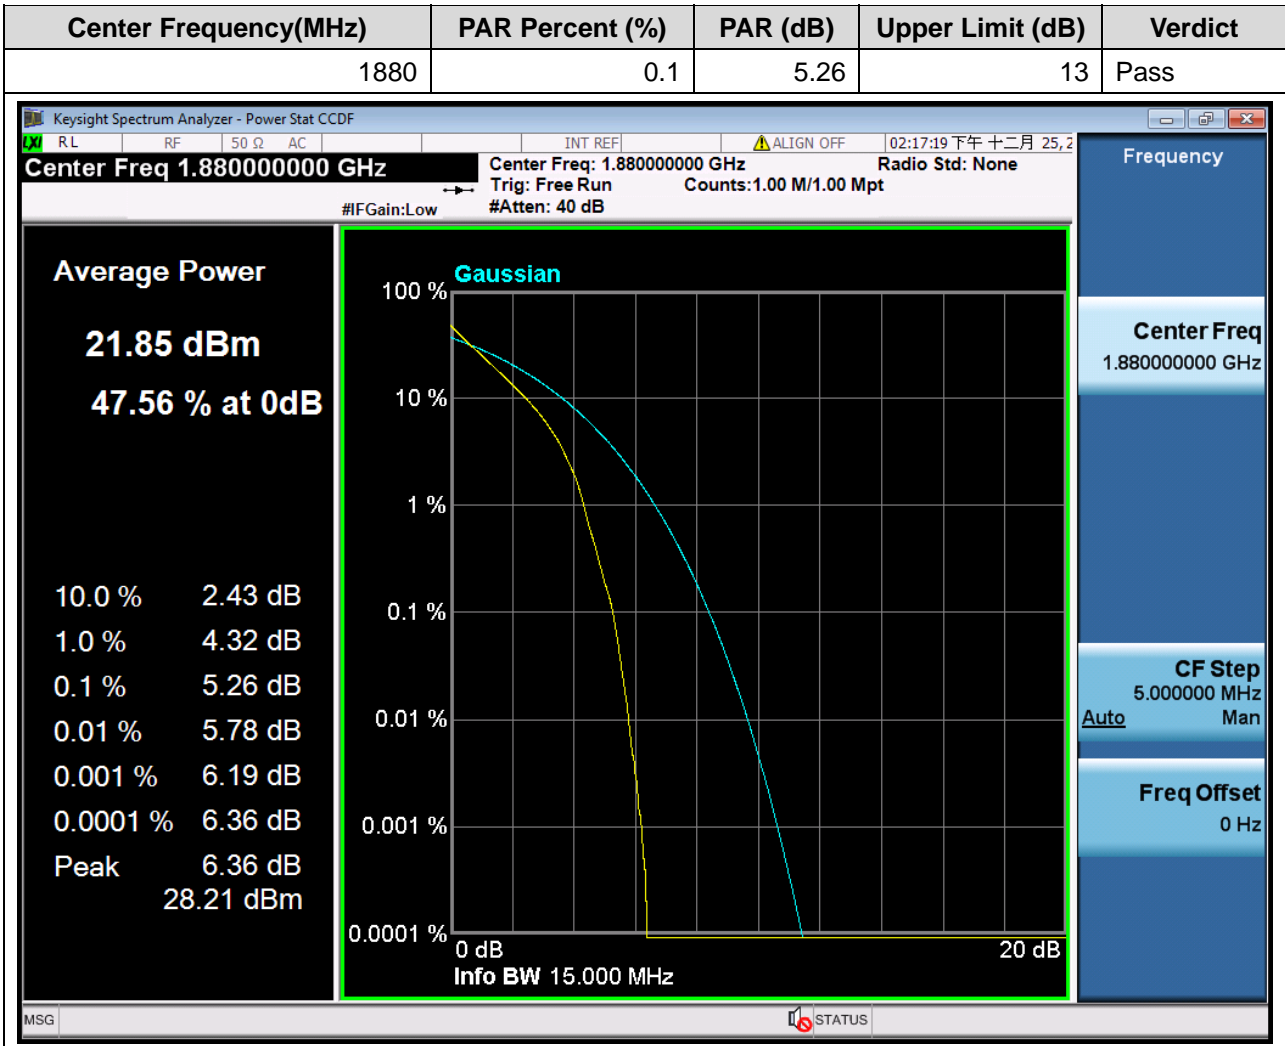 Center Frequency(MHz) PAR Percent (%) PAR (dB) Upper Limit (dB) Verdict
1880 0.1 5.26 13 Pass
Keysight Spectrum Analyzer - Power Stat CCDF
LXI RL RF 50 Ω AC INT REF ALIGN OFF 02:17:19 下午 十二月 25, 2
Center Freq 1.880000000 GHz
Center Freq: 1.880000000 GHz Radio Std: None
Trig: Free Run Counts:1.00 M/1.00 Mpt
#IFGain:Low #Atten: 40 dB
Average Power
21.85 dBm
47.56 % at 0dB
10.0 % 2.43 dB
1.0 % 4.32 dB
0.1 % 5.26 dB
0.01 % 5.78 dB
0.001 % 6.19 dB
0.0001 % 6.36 dB
Peak 6.36 dB
28.21 dBm
Gaussian
100 %
10 %
1 %
0.1 %
0.01 %
0.001 %
0.0001 %
0 dB 20 dB
Info BW 15.000 MHz
Frequency
Center Freq
1.880000000 GHz
CF Step
5.000000 MHz
Auto Man
Freq Offset
0 Hz
MSG STATUS